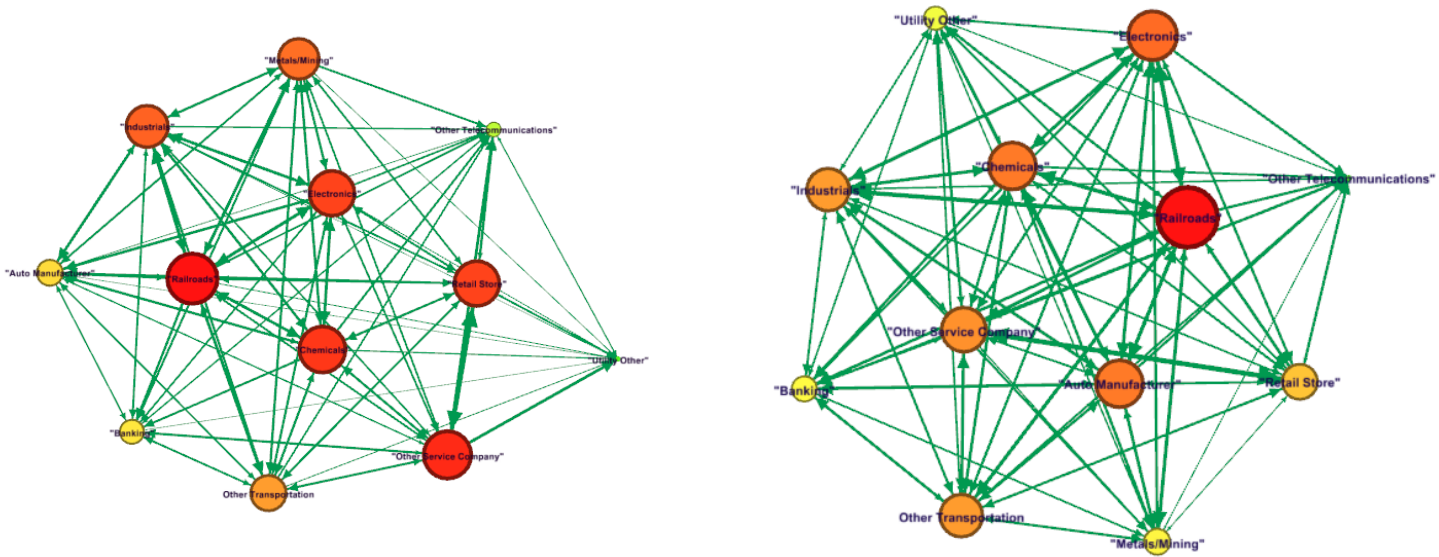 "Metals/Mining"
"Industrials"
"Other Telecommunications"
"Electronics"
"Auto Manufacturer"
"Railroads"
"Retail Store"
"Chemicals"
"Utility Other"
"Banking"
"Other Service Company"
Other Transportation
"Utility Other"
"Electronics"
"Chemicals"
"Industrials"
"Other Telecommunications"
"Railroads"
"Other Service Company"
"Banking"
"Auto Manufacturer"
"Retail Store"
Other Transportation
"Metals/Mining"